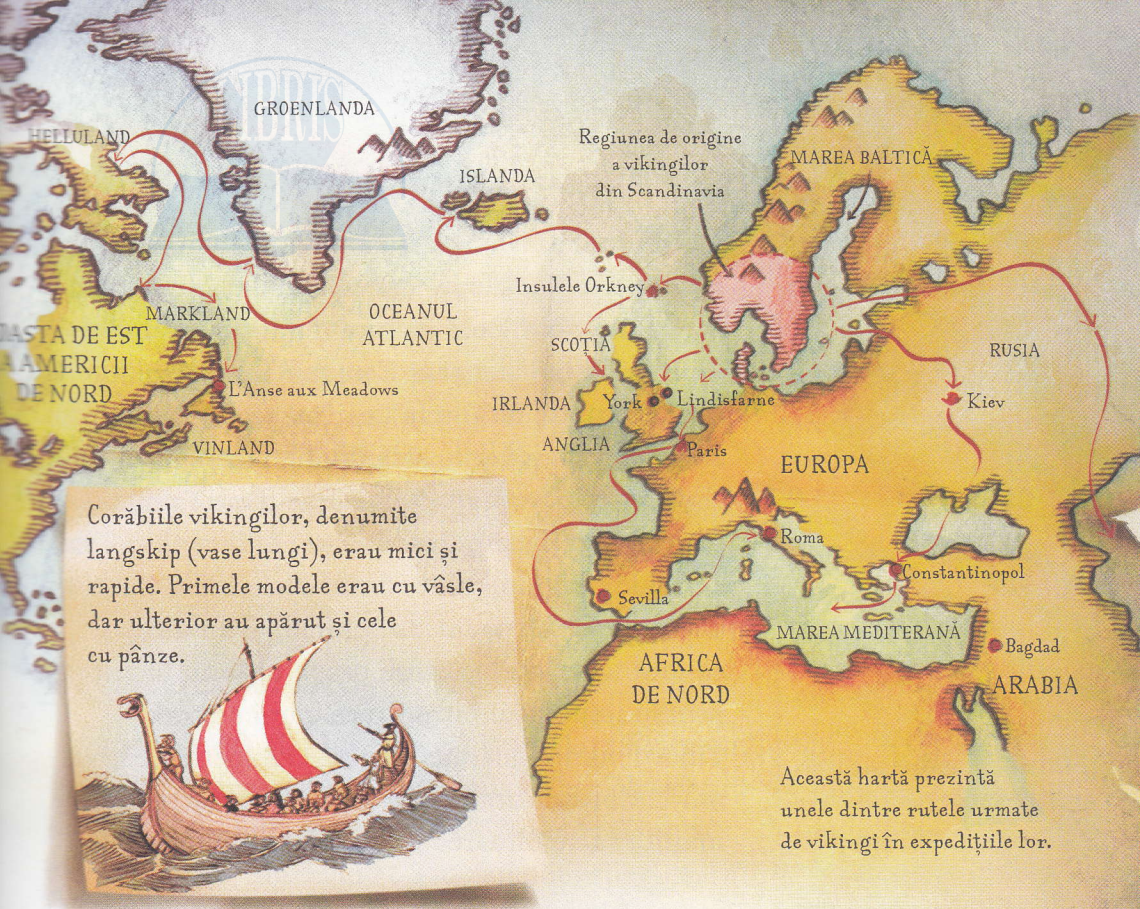 GROENLANDA
HELLULAND
LIBRIS
ISLANDA
Regiunea de origine
a vikingilor
din Scandinavia
MAREA BALTICĂ
Insulele Orkney
MARKLAND
OCEANUL
ATLANTIC
DE EST
AMERICII
DE NORD
L'Anse aux Meadows
VINLAND
SCOȚIA
IRLANDA
York
Lindisfarne
ANGLIA
Paris
RUSIA
Kiev
EUROPA
Roma
Constantinopol
Sevilla
MAREA MEDITERANĂ
Bagdad
AFRICA
DE NORD
ARABIA
Corăbiile vikingilor, denumite
langskip (vase lungi), erau mici și
rapide. Primele modele erau cu vâsle,
dar ulterior au apărut și cele
cu pânze.
Această hartă prezintă
unele dintre rutele urmate
de vikingi în expedițiile lor.